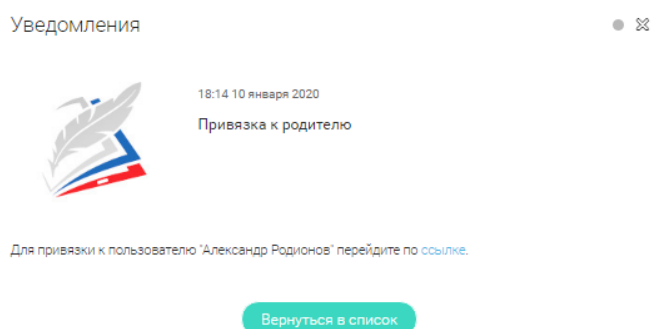 Уведомления
18:14 10 января 2020
Привязка к родителю
Для привязки к пользователю "Александр Родионов" перейдите по ссылке.
Вернуться в список